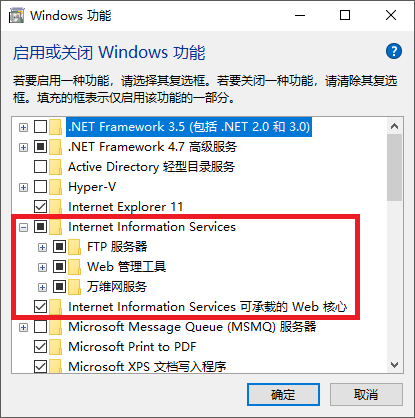 Windows 功能
启用或关闭 Windows 功能
若要启用一种功能，请选择其复选框。若要关闭一种功能，请清除其复选
框。填充的框表示仅启用该功能的一部分。
.NET Framework 3.5 (包括 .NET 2.0 和 3.0)
.NET Framework 4.7 高级服务
Active Directory 轻型目录服务
Hyper-V
Internet Explorer 11
Internet Information Services
FTP 服务器
Web 管理工具
万维网服务
Internet Information Services 可承载的 Web 核心
Microsoft Message Queue (MSMQ) 服务器
Microsoft Print to PDF
Microsoft XPS 文档写入程序
确定
取消